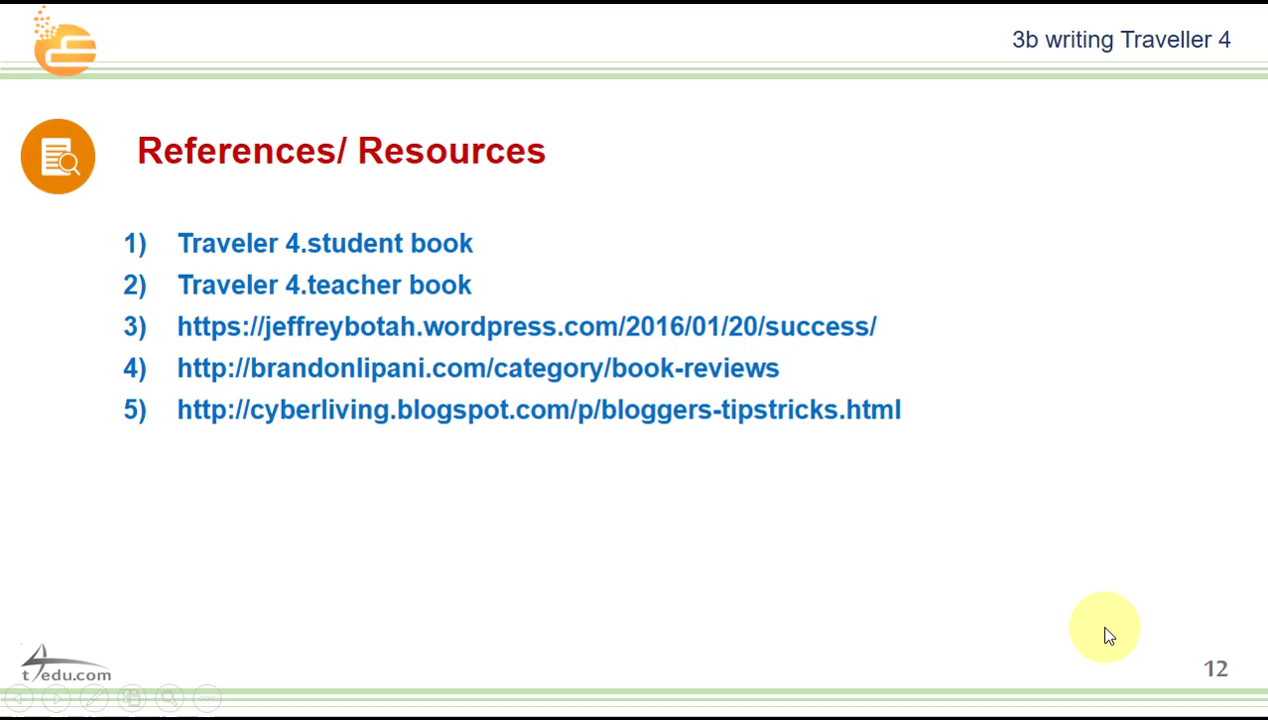 3b writing Traveller 4
References/ Resources
1) Traveler 4.student book
2) Traveler 4.teacher book
3) https://jeffreybotah.wordpress.com/2016/01/20/success/
4) http://brandonlipani.com/category/book-reviews
5) http://cyberliving.blogspot.com/p/bloggers-tipstricks.html
t4edu.com
12